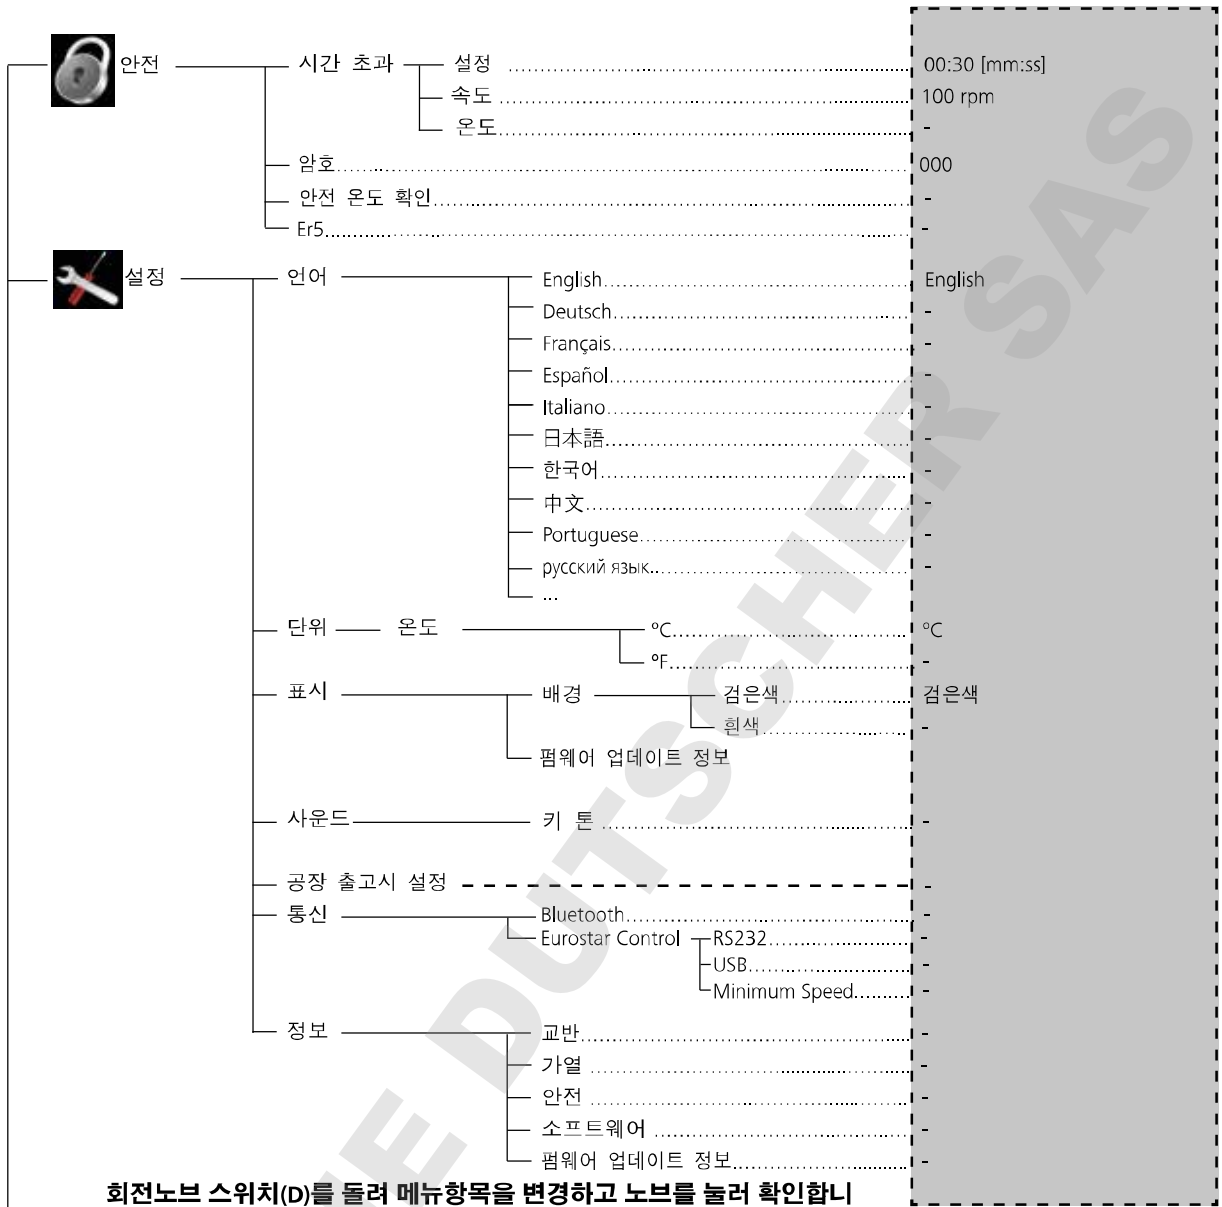 안전 시간 초과 설정 00:30 [mm:ss]
속도 100 rpm
온도 -
암호 000
안전 온도 확인 -
Er5 -
설정 언어 English English
Deutsch -
Français -
Español -
Italiano -
日本語 -
한국어 -
中文 -
Portuguese -
русский язык -
...
단위 온도 °C °C
°F -
표시 배경 검은색 검은색
흰색 -
펌웨어 업데이트 정보
사운드 키 톤 -
공장 출고시 설정 -
통신 Bluetooth -
Eurostar Control RS232 -
USB -
Minimum Speed -
정보 교반 -
가열 -
안전 -
소프트웨어 -
펌웨어 업데이트 정보 -
회전노브 스위치(D)를 돌려 메뉴항목을 변경하고 노브를 눌러 확인합니
NE DUTSCHER SAS